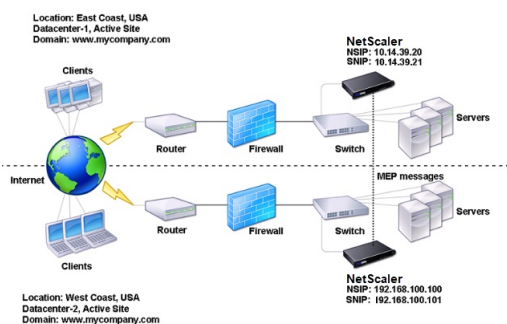 Location: East Coast, USA
Datacenter-1, Active Site
Domain: www.mycompany.com
NetScaler
NSIP: 10.14.39.20
SNIP: 10.14.39.21
Clients
Router
Firewall
Switch
Servers
Internet
MEP messages
Router
Firewall
Switch
Servers
Clients
NetScaler
NSIP: 192.168.100.100
SNIP: I92.168.100.101
Location: West Coast, USA
Datacenter-2, Active Site
Domain: www.mycompany.com